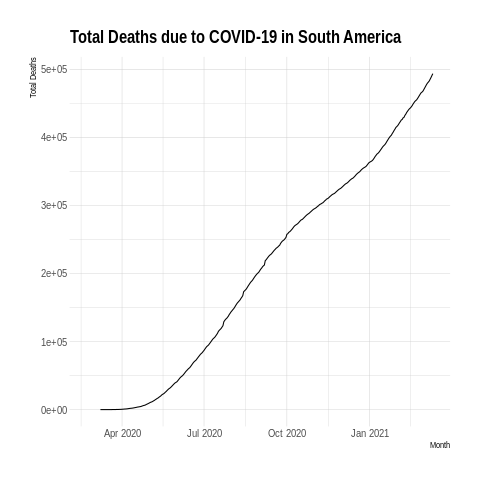 Total Deaths due to COVID-19 in South America
Total Deaths
5e+05
4e+05
3e+05
2e+05
1e+05
0e+00
Apr 2020 Jul 2020 Oct 2020 Jan 2021
Month